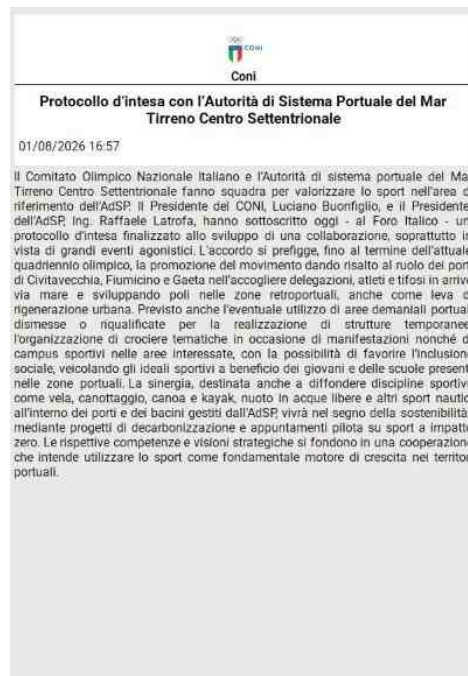 CONI
Coni
Protocollo d'intesa con l'Autorità di Sistema Portuale del Mar
Tirreno Centro Settentrionale
01/08/2026 16:57
Il Comitato Olimpico Nazionale Italiano e l'Autorità di sistema portuale del Ma
Tirreno Centro Settentrionale fanno squadra per valorizzare lo sport nell'area d
riferimento dell'AdSP. Il Presidente del CONI, Luciano Buonfiglio, e il Presidente
dell'AdSP, Ing. Raffaele Latrofa, hanno sottoscritto oggi - al Foro Italico - un
protocollo d'intesa finalizzato allo sviluppo di una collaborazione, soprattutto in
vista di grandi eventi agonistici. L'accordo si prefigge, fino al termine dell'attuale
quadriennio olimpico, la promozione del movimento dando risalto al ruolo dei port
di Civitavecchia, Fiumicino e Gaeta nell'accogliere delegazioni, atleti e tifosi in arrivo
via mare e sviluppando poli nelle zone retroportuali, anche come leva d
rigenerazione urbana. Previsto anche l'eventuale utilizzo di aree demaniali portual
dismesse o riqualificate per la realizzazione di strutture temporanee
l'organizzazione di crociere tematiche in occasione di manifestazioni nonché d
campus sportivi nelle aree interessate, con la possibilità di favorire l'inclusione
sociale, veicolando gli ideali sportivi a beneficio dei giovani e delle scuole present
nelle zone portuali. La sinergia, destinata anche a diffondere discipline sportive
come vela, canottaggio, canoa e kayak, nuoto in acque libere e altri sport nautic
all'interno dei porti e dei bacini gestiti dall'AdSP, vivrà nel segno della sostenibilità
mediante progetti di decarbonizzazione e appuntamenti pilota su sport a impatto
zero. Le rispettive competenze e visioni strategiche si fondono in una cooperazione
che intende utilizzare lo sport come fondamentale motore di crescita nei territor
portuali.